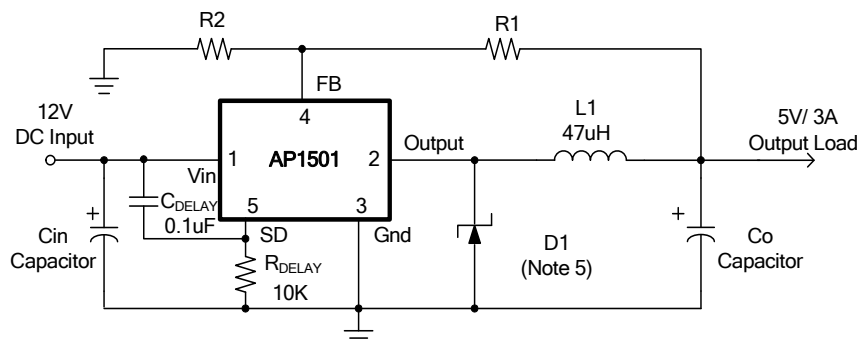 R2
R1
FB
4
12V
DC Input
L1
47uH
5V/ 3A
Output Load
Output
1
AP1501
2
Vin
CDELAY
0.1uF
5
3
SD
Gnd
Cin
Capacitor
+
RDELAY
10K
D1
(Note 5)
+
Co
Capacitor